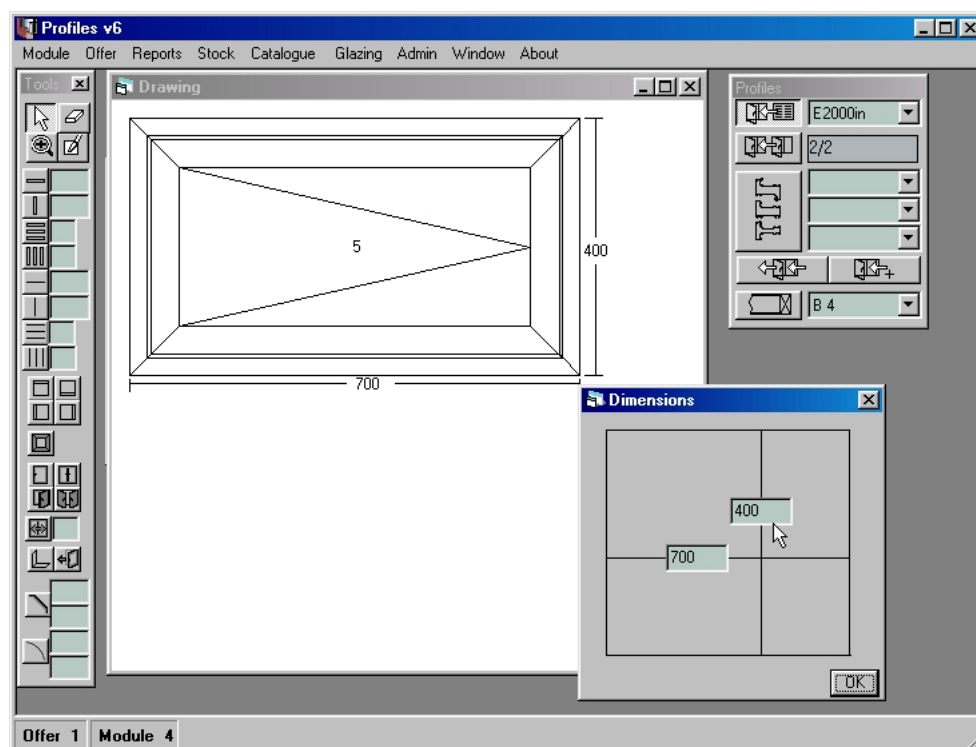 Profiles v6
Module Offer Reports Stock Catalogue Glazing Admin Window About
Tools
Drawing
5
400
700
Profiles
E2000in
2/2
B 4
Dimensions
400
700
OK
Offer 1 Module 4